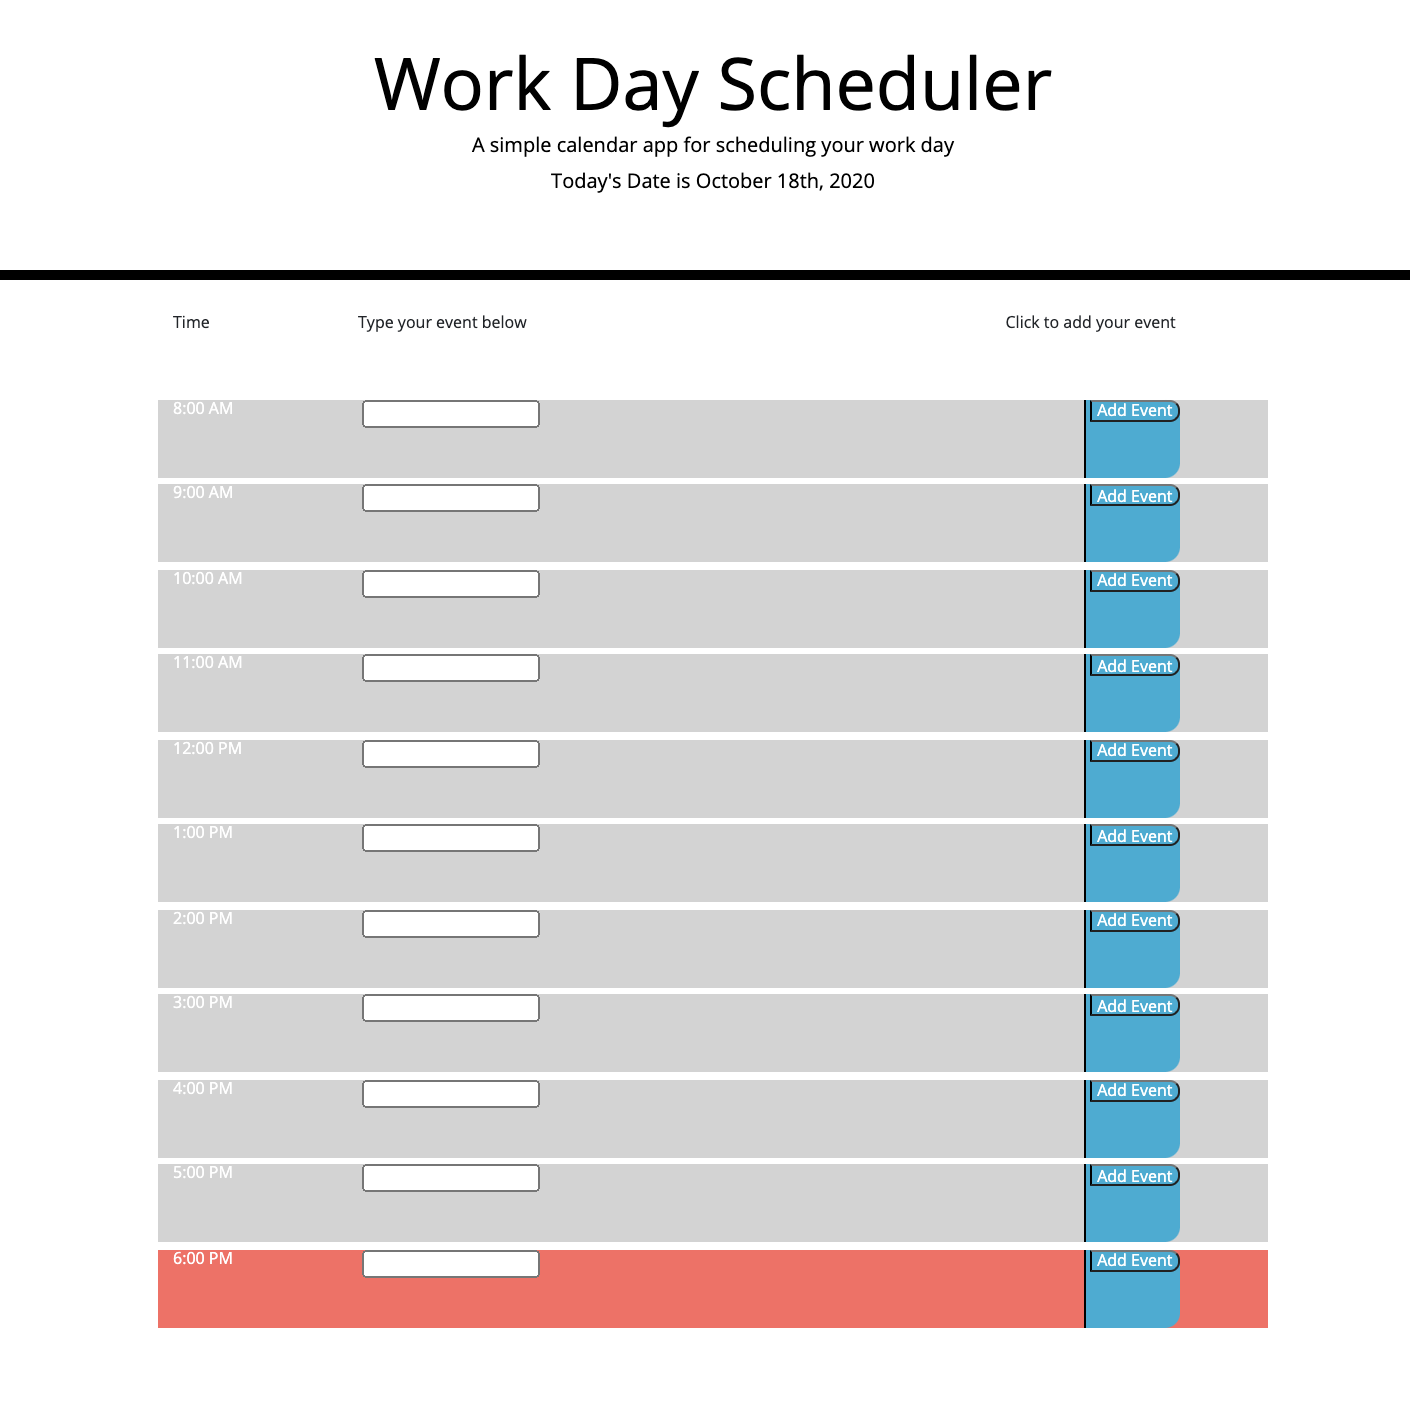 Work Day Scheduler
A simple calendar app for scheduling your work day
Today's Date is October 18th, 2020
Time Type your event below Click to add your event
8:00 AM Add Event
9:00 AM Add Event
10:00 AM Add Event
11:00 AM Add Event
12:00 PM Add Event
1:00 PM Add Event
2:00 PM Add Event
3:00 PM Add Event
4:00 PM Add Event
5:00 PM Add Event
6:00 PM Add Event